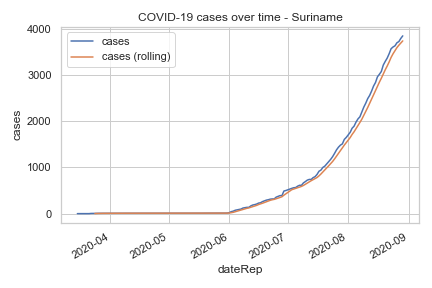 COVID-19 cases over time - Suriname
cases
cases (rolling)
4000
3000
2000
1000
0
cases
2020-04
2020-05
2020-06
2020-07
2020-08
2020-09
dateRep